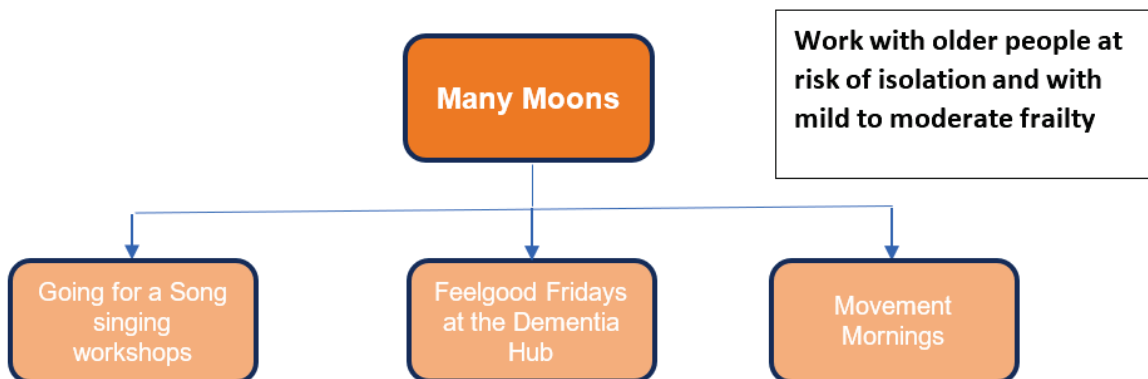 Many Moons
Work with older people at
risk of isolation and with
mild to moderate frailty
Going for a Song
singing
workshops
Feelgood Fridays
at the Dementia
Hub
Movement
Mornings